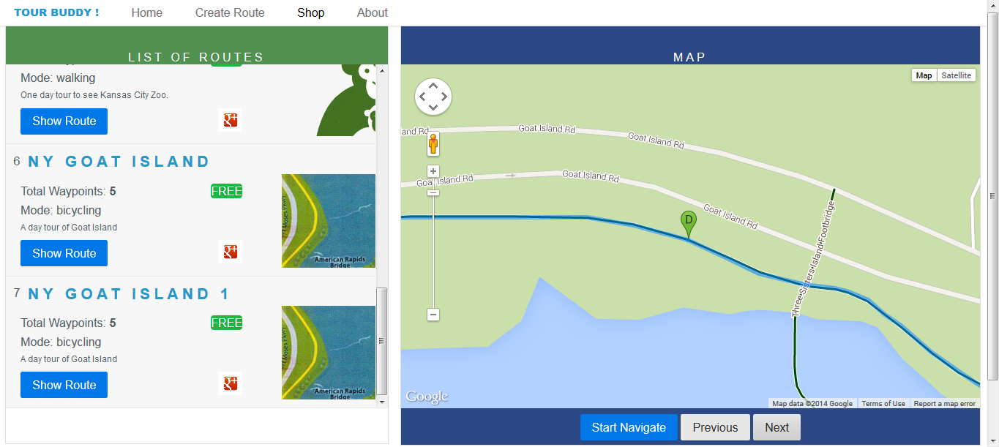 TOUR BUDDY ! Home Create Route Shop About
LIST OF ROUTES
Mode: walking
One day tour to see Kansas City Zoo.
Show Route
g+
6 NY GOAT ISLAND
Total Waypoints: 5 FREE
Mode: bicycling
A day tour of Goat Island
Show Route
g+
American Rapids
Bridge
7 NY GOAT ISLAND 1
Total Waypoints: 5 FREE
Mode: bicycling
A day tour of Goat Island
Show Route
g+
American Rapids
Bridge
MAP
Map Satellite
and Rd
Goat Island Rd
Goat Island Rd
Goat Island Rd
Goat Island Rd
Goat Island Rd
D
Three Sisters Island Footbridge
Google
Map data ©2014 Google Terms of Use Report a map error
Start Navigate Previous Next